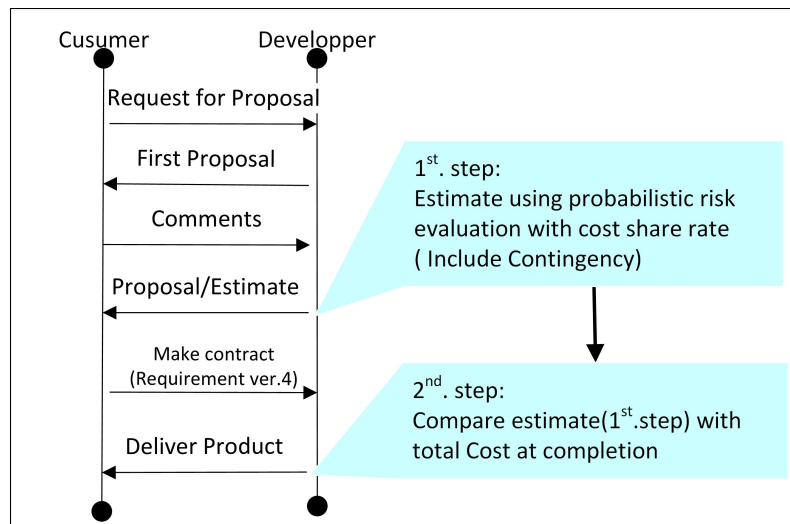 Cusumer
Developper
Request for Proposal
First Proposal
Comments
Proposal/Estimate
Make contract
(Requirement ver.4)
Deliver Product
1st. step:
Estimate using probabilistic risk
evaluation with cost share rate
( Include Contingency)
2nd. step:
Compare estimate(1st.step) with
total Cost at completion